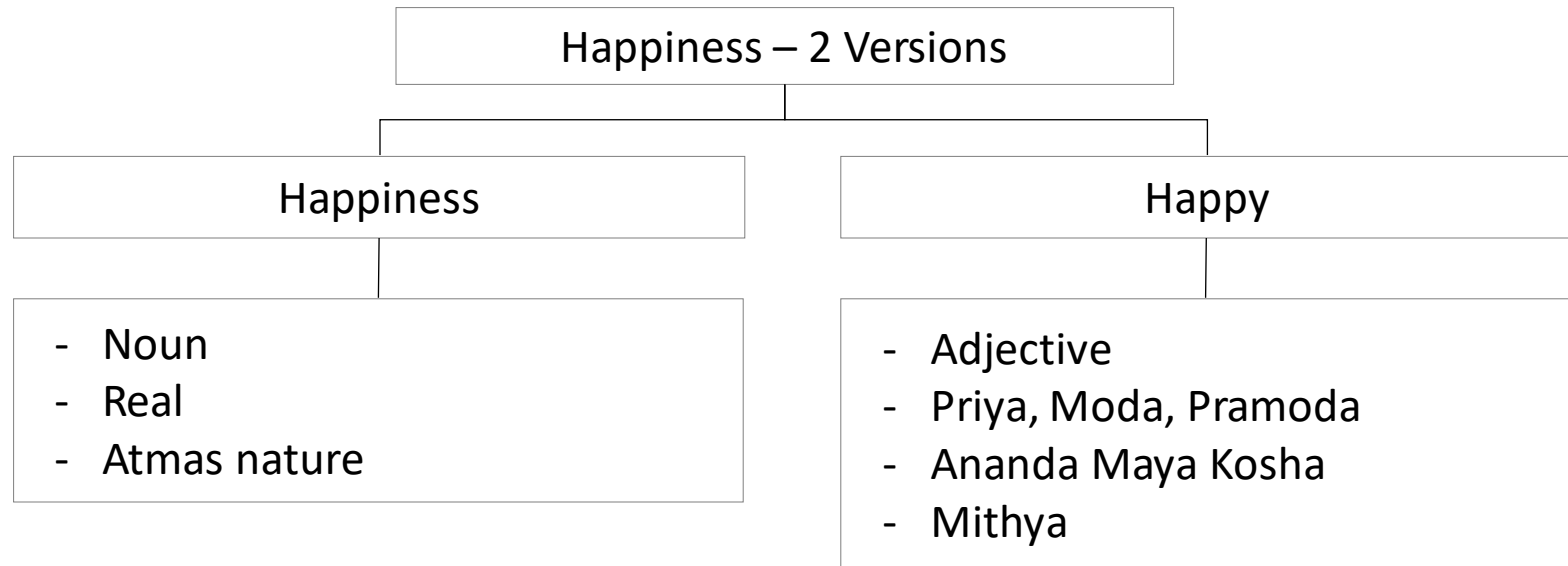 Happiness – 2 Versions
Happiness
- Noun
- Real
- Atmas nature
Happy
- Adjective
- Priya, Moda, Pramoda
- Ananda Maya Kosha
- Mithya